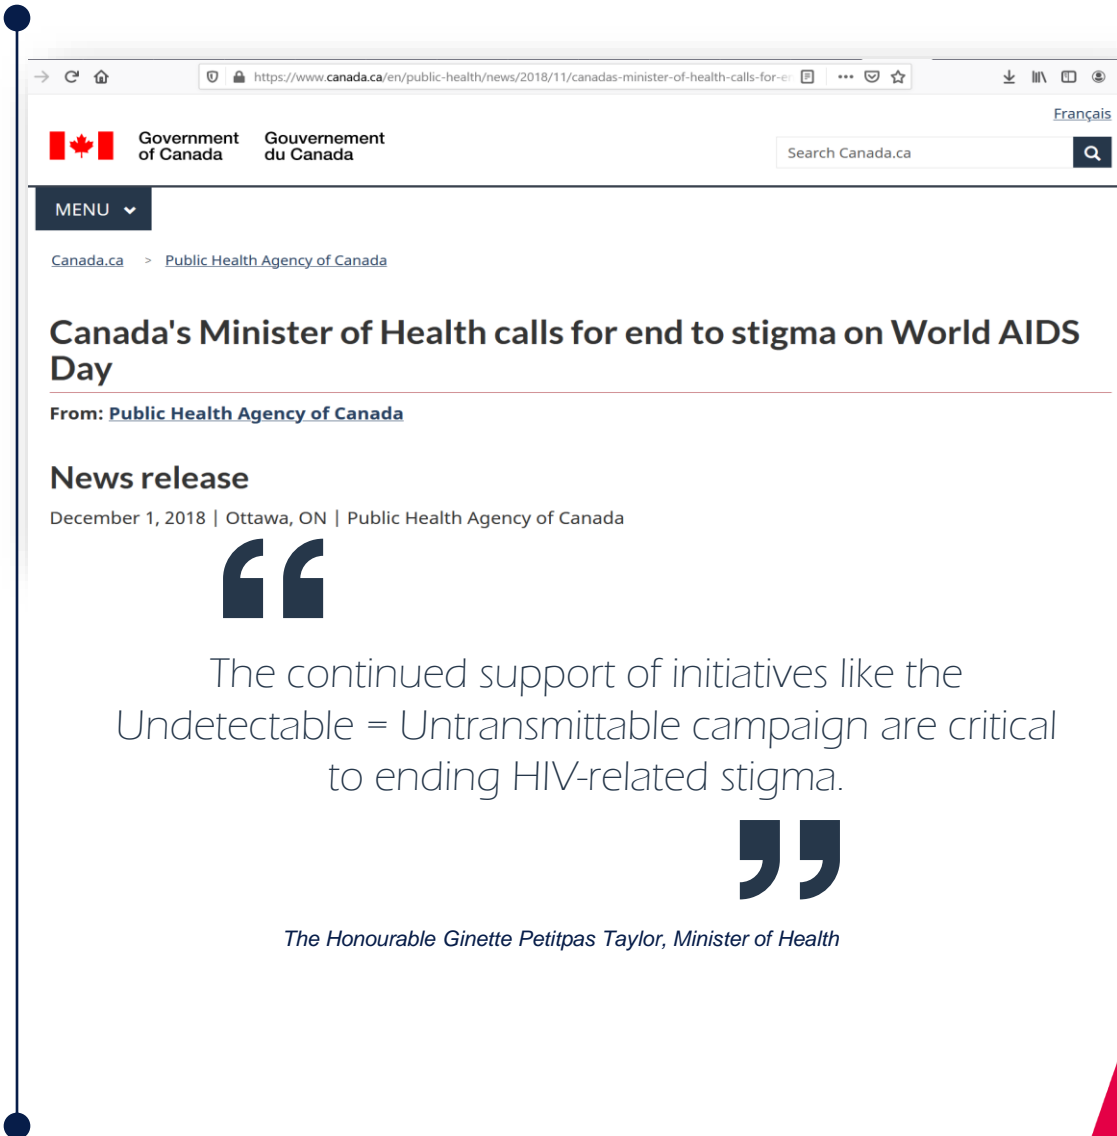 https://www.canada.ca/en/public-health/news/2018/11/canadas-minister-of-health-calls-for-en
Français
Government Gouvernement
of Canada du Canada
Search Canada.ca
MENU
Canada.ca > Public Health Agency of Canada
Canada's Minister of Health calls for end to stigma on World AIDS
Day
From: Public Health Agency of Canada
News release
December 1, 2018 | Ottawa, ON | Public Health Agency of Canada
“
The continued support of initiatives like the
Undetectable = Untransmittable campaign are critical
to ending HIV-related stigma.
”
The Honourable Ginette Petitpas Taylor, Minister of Health